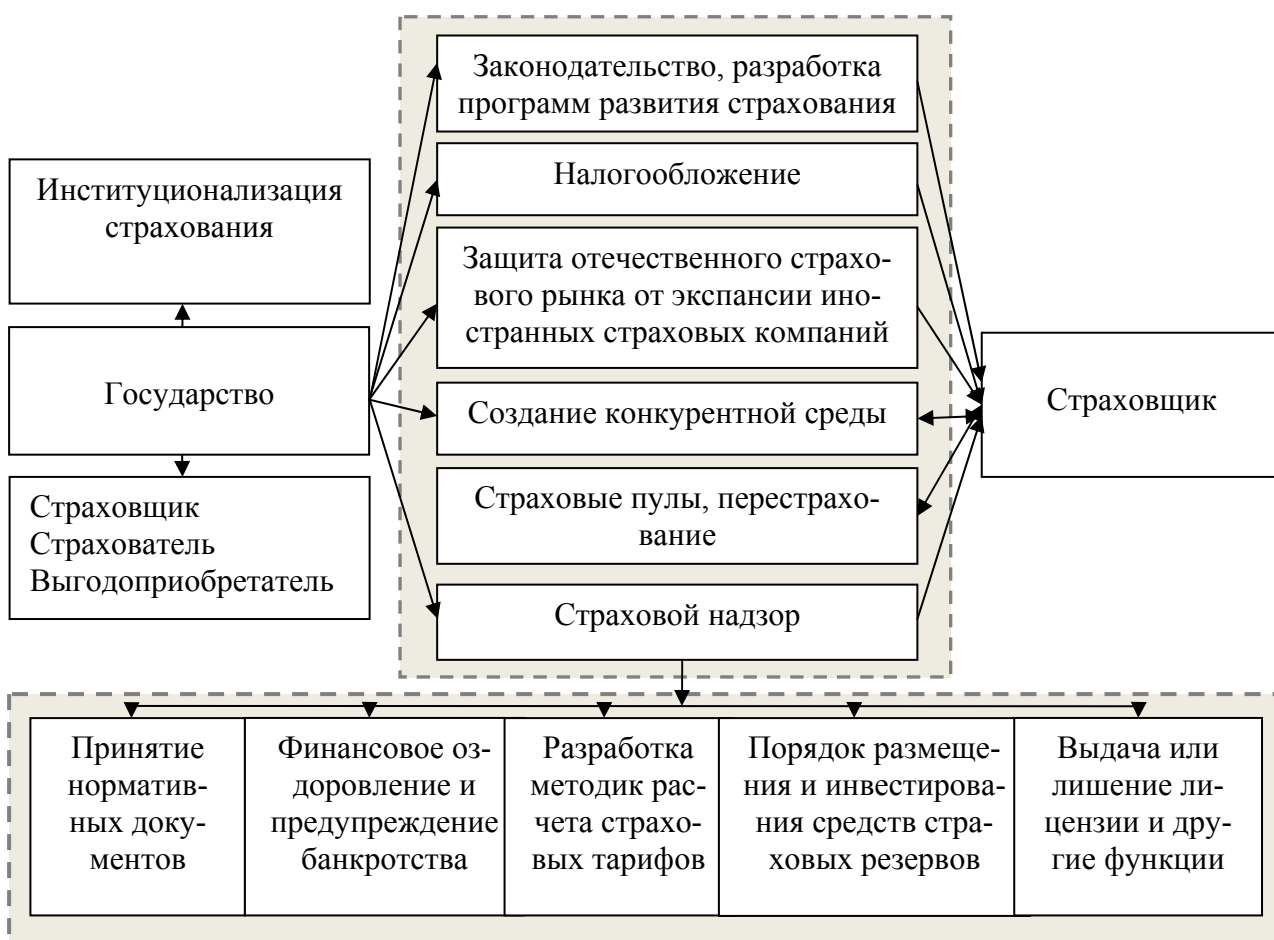 Законодательство, разработка
программ развития страхования
Институционализация
страхования
Налогообложение
Защита отечественного страхо-
вого рынка от экспансии ино-
странных страховых компаний
Государство
Создание конкурентной среды
Страховщик
Страховщик
Страхователь
Выгодоприобретатель
Страховые пулы, перестрахо-
вание
Страховой надзор
Принятие
норматив-
ных доку-
ментов
Финансовое оз-
доровление и
предупреждение
банкротства
Разработка
методик рас-
чета страхо-
вых тарифов
Порядок размеще-
ния и инвестирова-
ния средств стра-
ховых резервов
Выдача или
лишение ли-
цензии и дру-
гие функции